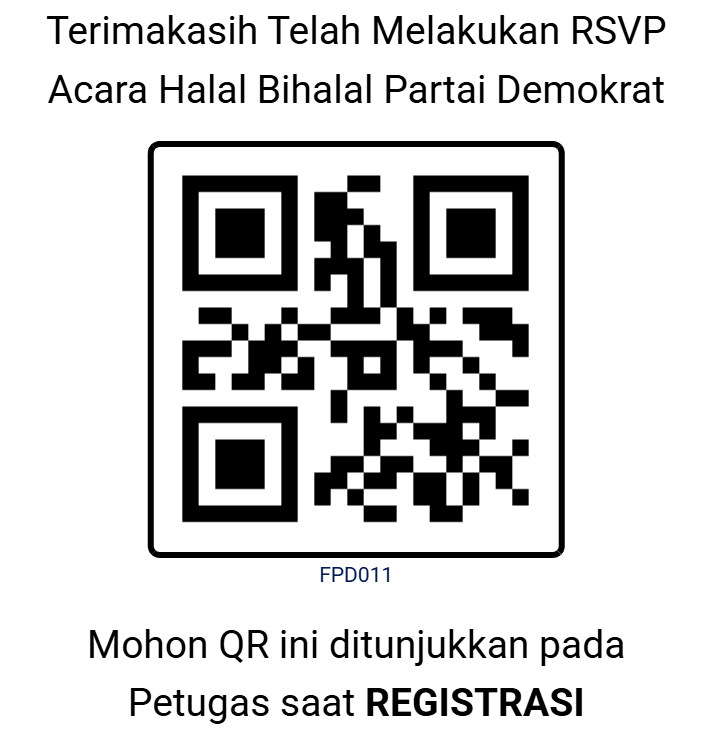 Terimakasih Telah Melakukan RSVP
Acara Halal Bihalal Partai Demokrat
FPD011
Mohon QR ini ditunjukkan pada
Petugas saat REGISTRASI